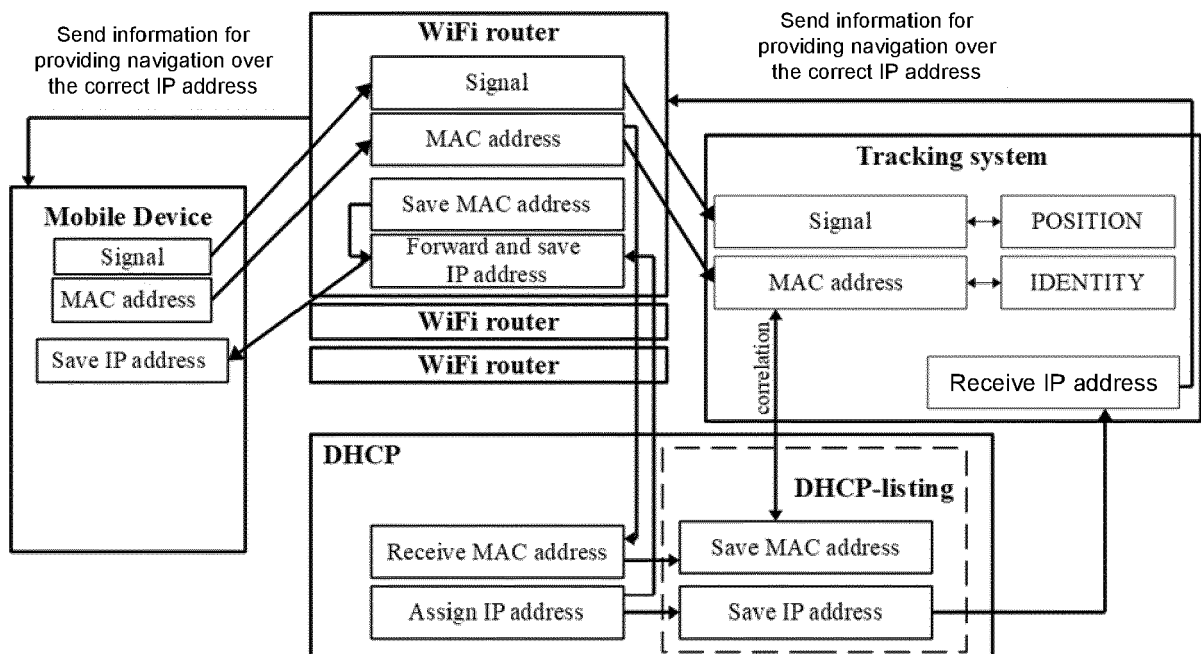 Send information for
providing navigation over
the correct IP address
WiFi router
Signal
MAC address
Save MAC address
Forward and save
IP address
WiFi router
WiFi router
Send information for
providing navigation over
the correct IP address
Mobile Device
Signal
MAC address
Save IP address
Tracking system
Signal
POSITION
MAC address
IDENTITY
Receive IP address
correlation
DHCP
DHCP-listing
Receive MAC address
Save MAC address
Assign IP address
Save IP address